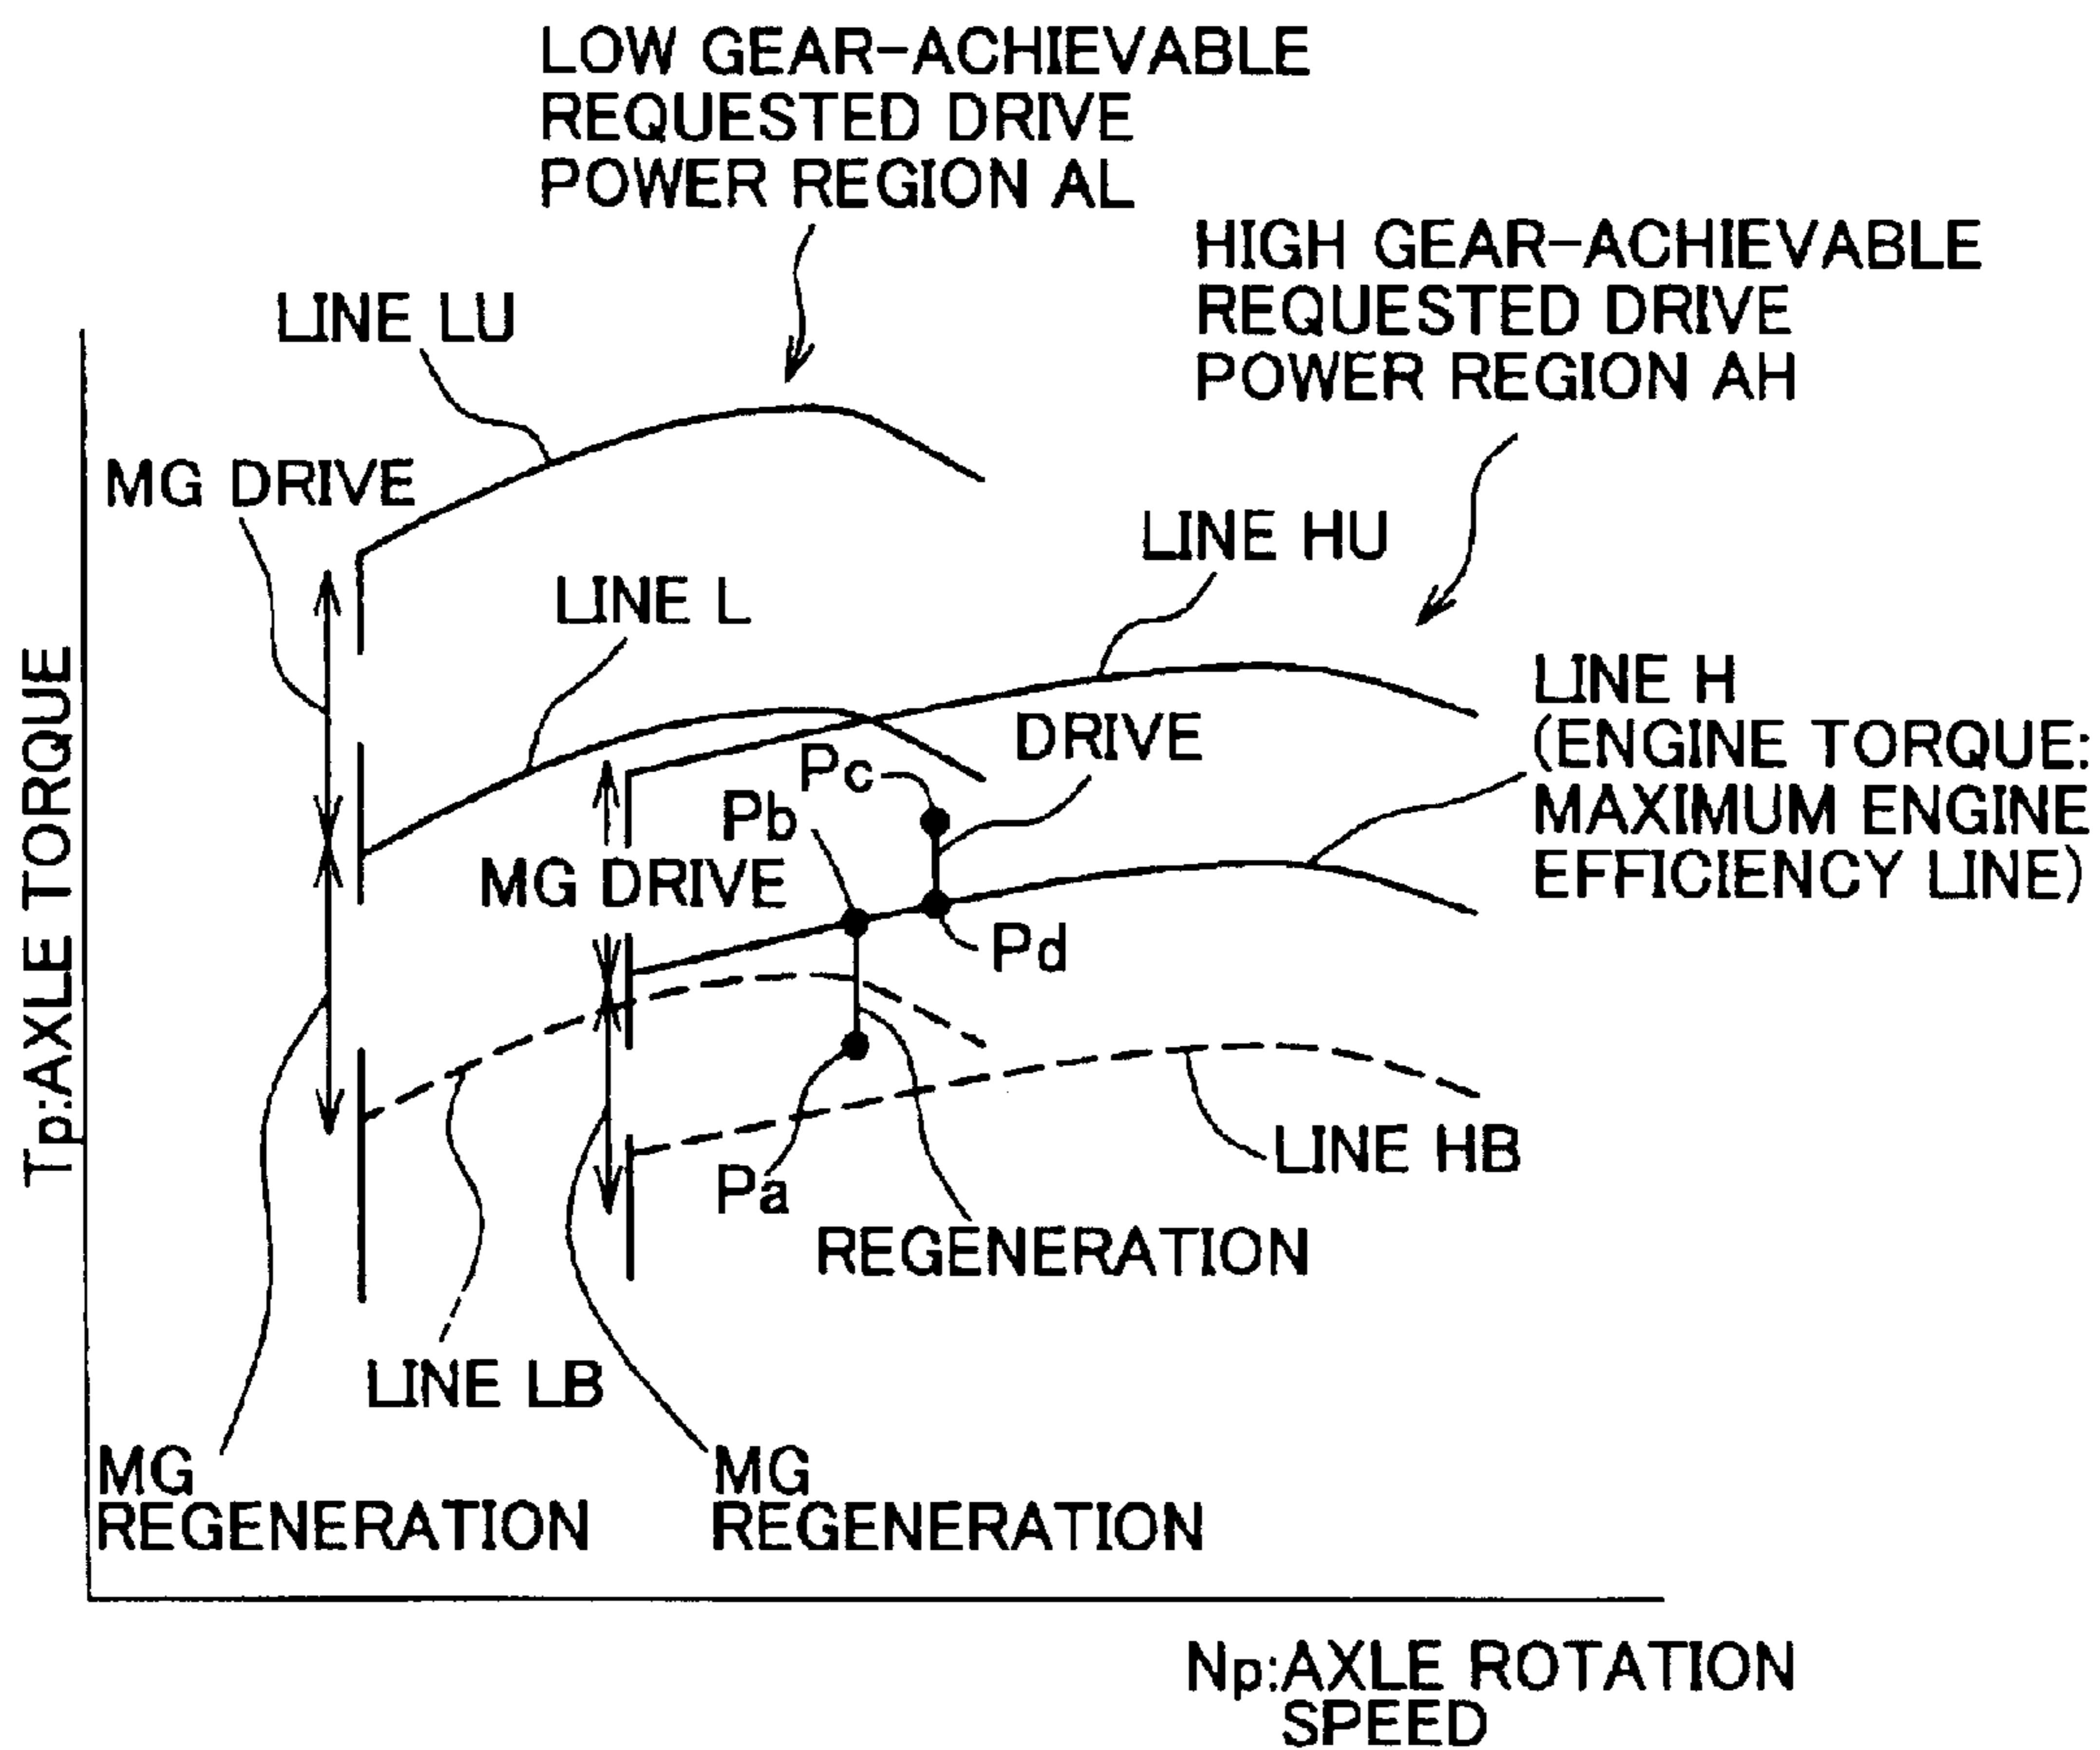 LOW GEAR-ACHIEVABLE
REQUESTED DRIVE
POWER REGION AL
HIGH GEAR-ACHIEVABLE
REQUESTED DRIVE
POWER REGION AH
LINE LU
MG DRIVE
LINE HU
LINE L
LINE H
(ENGINE TORQUE:
MAXIMUM ENGINE
EFFICIENCY LINE)
DRIVE
Pc
Pb
MG DRIVE
Pd
Tp:AXLE TORQUE
LINE HB
Pa
REGENERATION
LINE LB
MG
REGENERATION
MG
REGENERATION
Np:AXLE ROTATION
SPEED